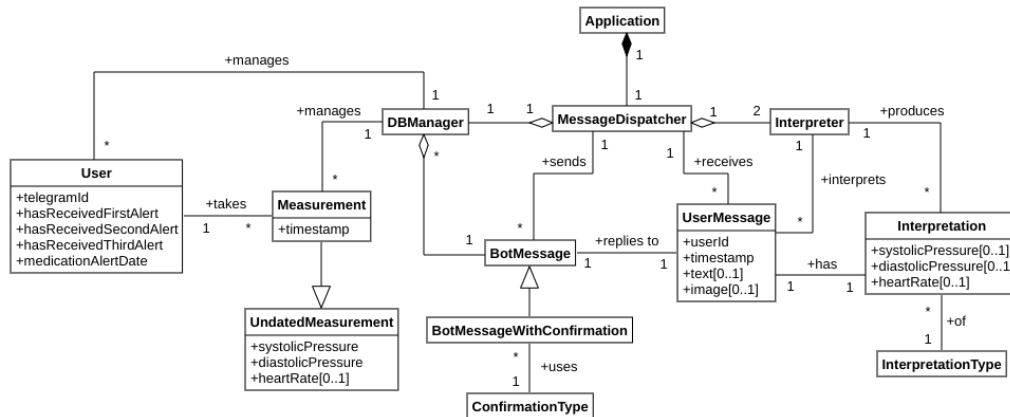 Application
1
+manages
1
+manages
1
DBManager
1
1
1
MessageDispatcher
1
2
Interpreter
+produces
1
1
*
+sends
1
1
+receives
1
+interprets
*
User
+telegramId
+hasReceivedFirstAlert
+hasReceivedSecondAlert
+hasReceivedThirdAlert
+medicationAlertDate
+takes
1
*
*
Measurement
+timestamp
1
*
BotMessage
+replies to
1
1
*
UserMessage
+userId
+timestamp
+text[0..1]
+image[0..1]
*
+has
1
1
*
Interpretation
+systolicPressure[0..1]
+diastolicPressure[0..1
+heartRate[0..1]
UndatedMeasurement
+systolicPressure
+diastolicPressure
+heartRate[0..1]
BotMessageWithConfirmation
*
+uses
1
ConfirmationType
*
+of
1
InterpretationType